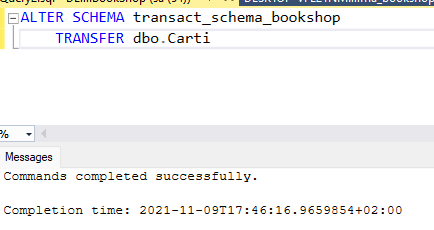 ALTER SCHEMA transact_schema_bookshop
TRANSFER dbo.Carti
%
Messages
Commands completed successfully.
Completion time: 2021-11-09T17:46:16.9659854+02:00